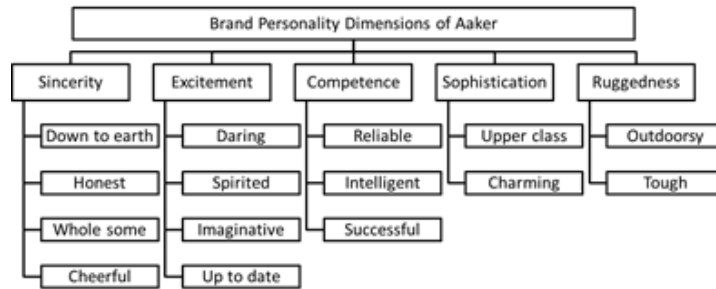 Brand Personality Dimensions of Aaker
Sincerity
Excitement
Competence
Sophistication
Ruggedness
Down to earth
Daring
Reliable
Upper class
Outdoorsy
Honest
Spirited
Intelligent
Charming
Tough
Whole some
Imaginative
Successful
Cheerful
Up to date